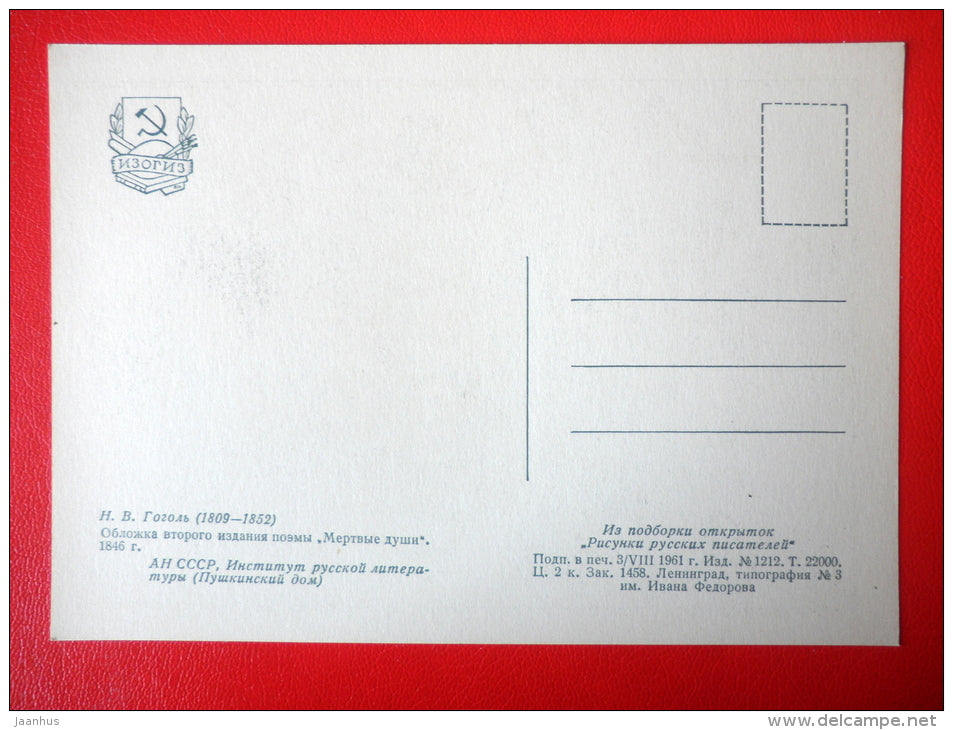 ИЗОГИЗ
Н. В. Гоголь (1809—1852)
Обложка второго издания поэмы „Мертвые души“.
1846 г.
АН СССР, Институт русской литера-
туры (Пушкинский дом)
Из подборки открыток
„Рисунки русских писателей“
Подп. в печ. 3/VIII 1961 г. Изд. № 1212. Т. 22000.
Ц. 2 к. Зак. 1458. Ленинград, типография № 3
им. Ивана Федорова
Jaanhus
www.delcampe.net